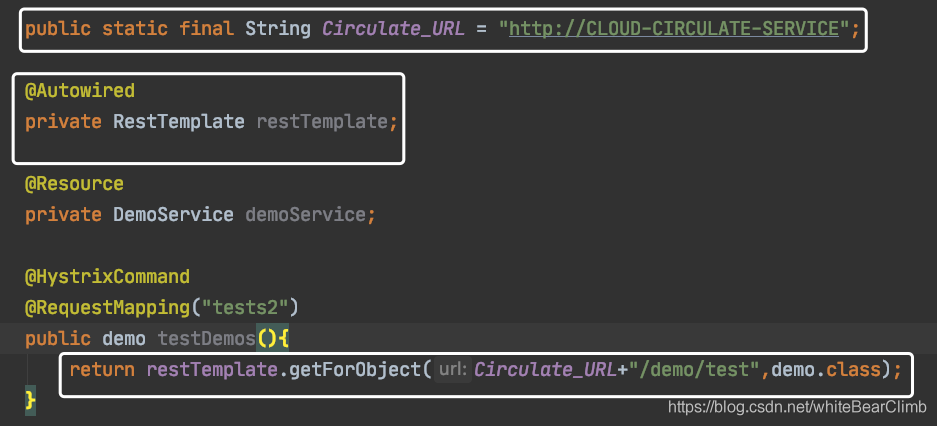 public static final String Circulate_URL = "http://CLOUD-CIRCULATE-SERVICE";
@Autowired
private RestTemplate restTemplate;
@Resource
private DemoService demoService;
@HystrixCommand
@RequestMapping("tests2")
public demo testDemos(){
return restTemplate.getForObject( url: Circulate_URL+"/demo/test",demo.class);
}
https://blog.csdn.net/whiteBearClimb